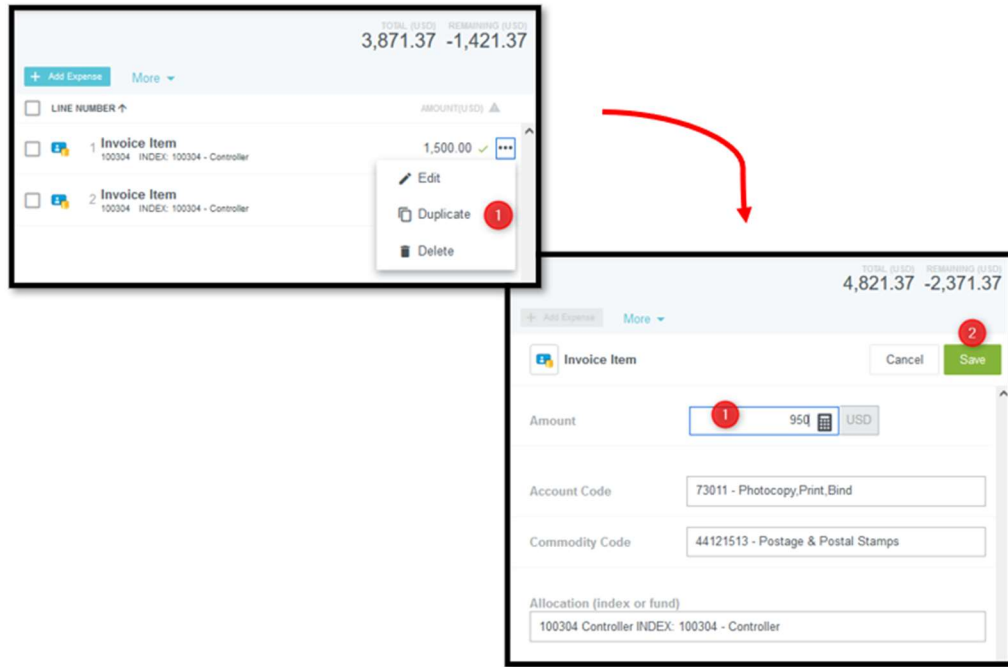 TOTAL (USD) REMAINING (USD)
3,871.37 -1,421.37
+ Add Expense More
LINE NUMBER AMOUNT(USD)
1 Invoice Item 1,500.00
100304 INDEX: 100304 - Controller
Edit
2 Invoice Item
100304 INDEX: 100304 - Controller
Duplicate 1
Delete
TOTAL (USD) REMAINING (USD)
4,821.37 -2,371.37
+ Add Expense More
2
Invoice Item Cancel Save
Amount 1 950 USD
Account Code 73011 - Photocopy,Print,Bind
Commodity Code 44121513 - Postage & Postal Stamps
Allocation (index or fund)
100304 Controller INDEX: 100304 - Controller